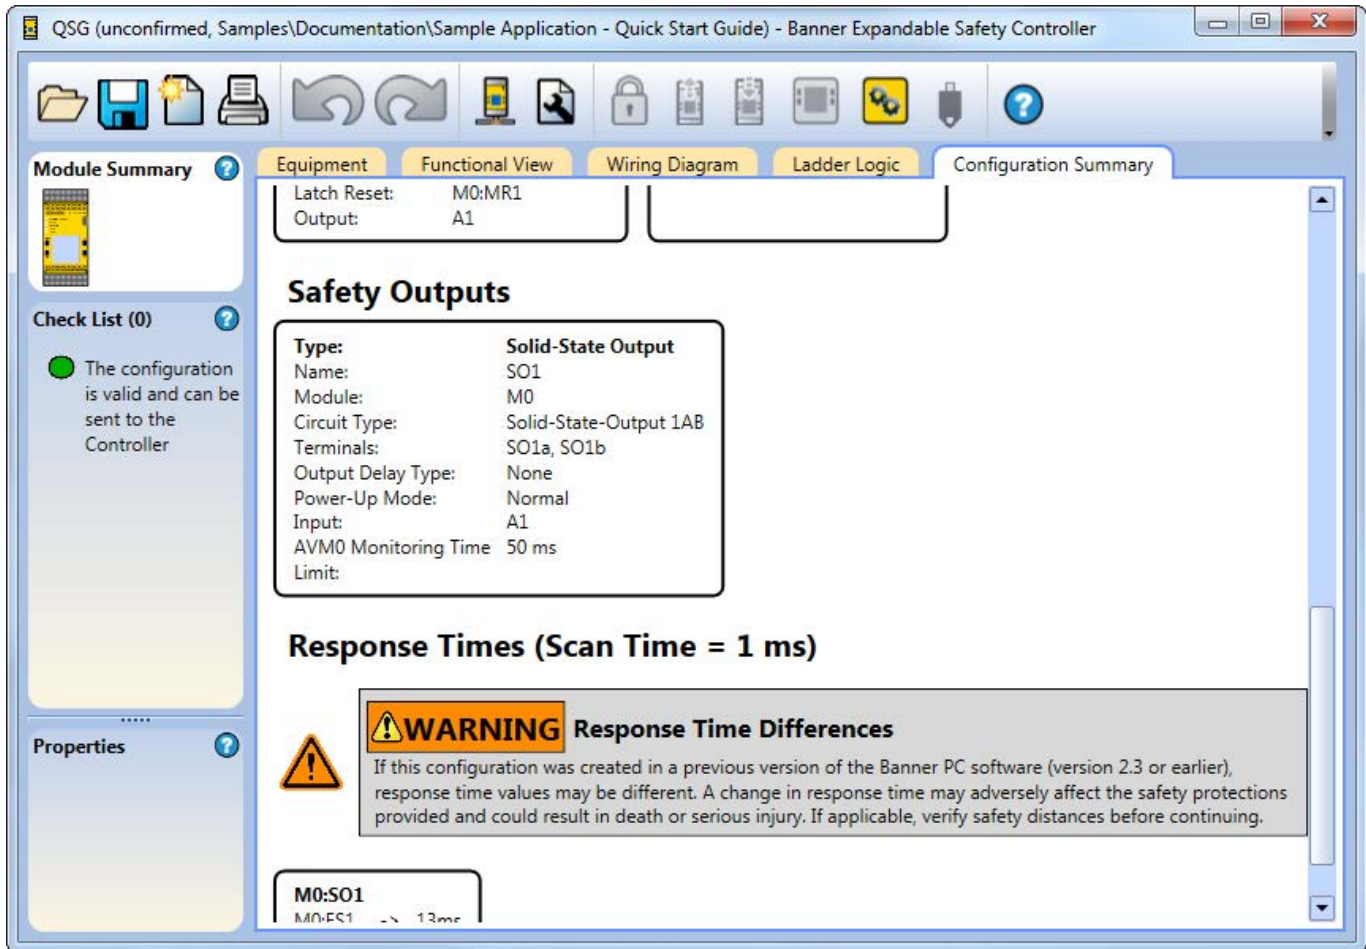 QSG (unconfirmed, Samples\Documentation\Sample Application - Quick Start Guide) - Banner Expandable Safety Controller
Module Summary
Equipment
Functional View
Wiring Diagram
Ladder Logic
Configuration Summary
Latch Reset: M0:MR1
Output: A1
Check List (0)
The configuration
is valid and can be
sent to the
Controller
Safety Outputs
Type: Solid-State Output
Name: SO1
Module: M0
Circuit Type: Solid-State-Output 1AB
Terminals: SO1a, SO1b
Output Delay Type: None
Power-Up Mode: Normal
Input: A1
AVM0 Monitoring Time 50 ms
Limit:
Response Times (Scan Time = 1 ms)
WARNING Response Time Differences
If this configuration was created in a previous version of the Banner PC software (version 2.3 or earlier),
response time values may be different. A change in response time may adversely affect the safety protections
provided and could result in death or serious injury. If applicable, verify safety distances before continuing.
Properties
M0:SO1
M0:ES1 -> 13ms